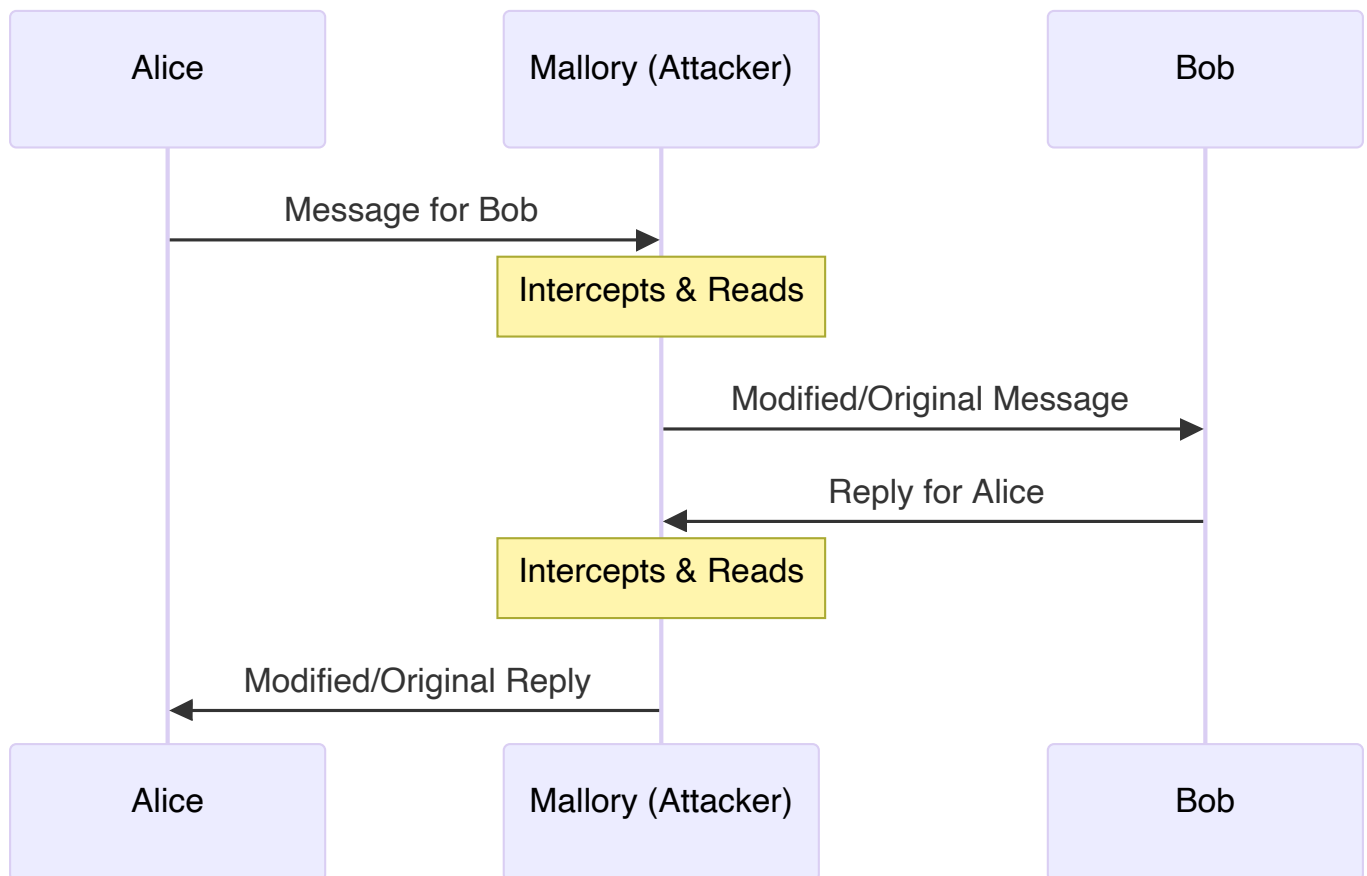 Alice
Mallory (Attacker)
Bob
Message for Bob
Intercepts & Reads
Modified/Original Message
Reply for Alice
Intercepts & Reads
Modified/Original Reply
Alice
Mallory (Attacker)
Bob